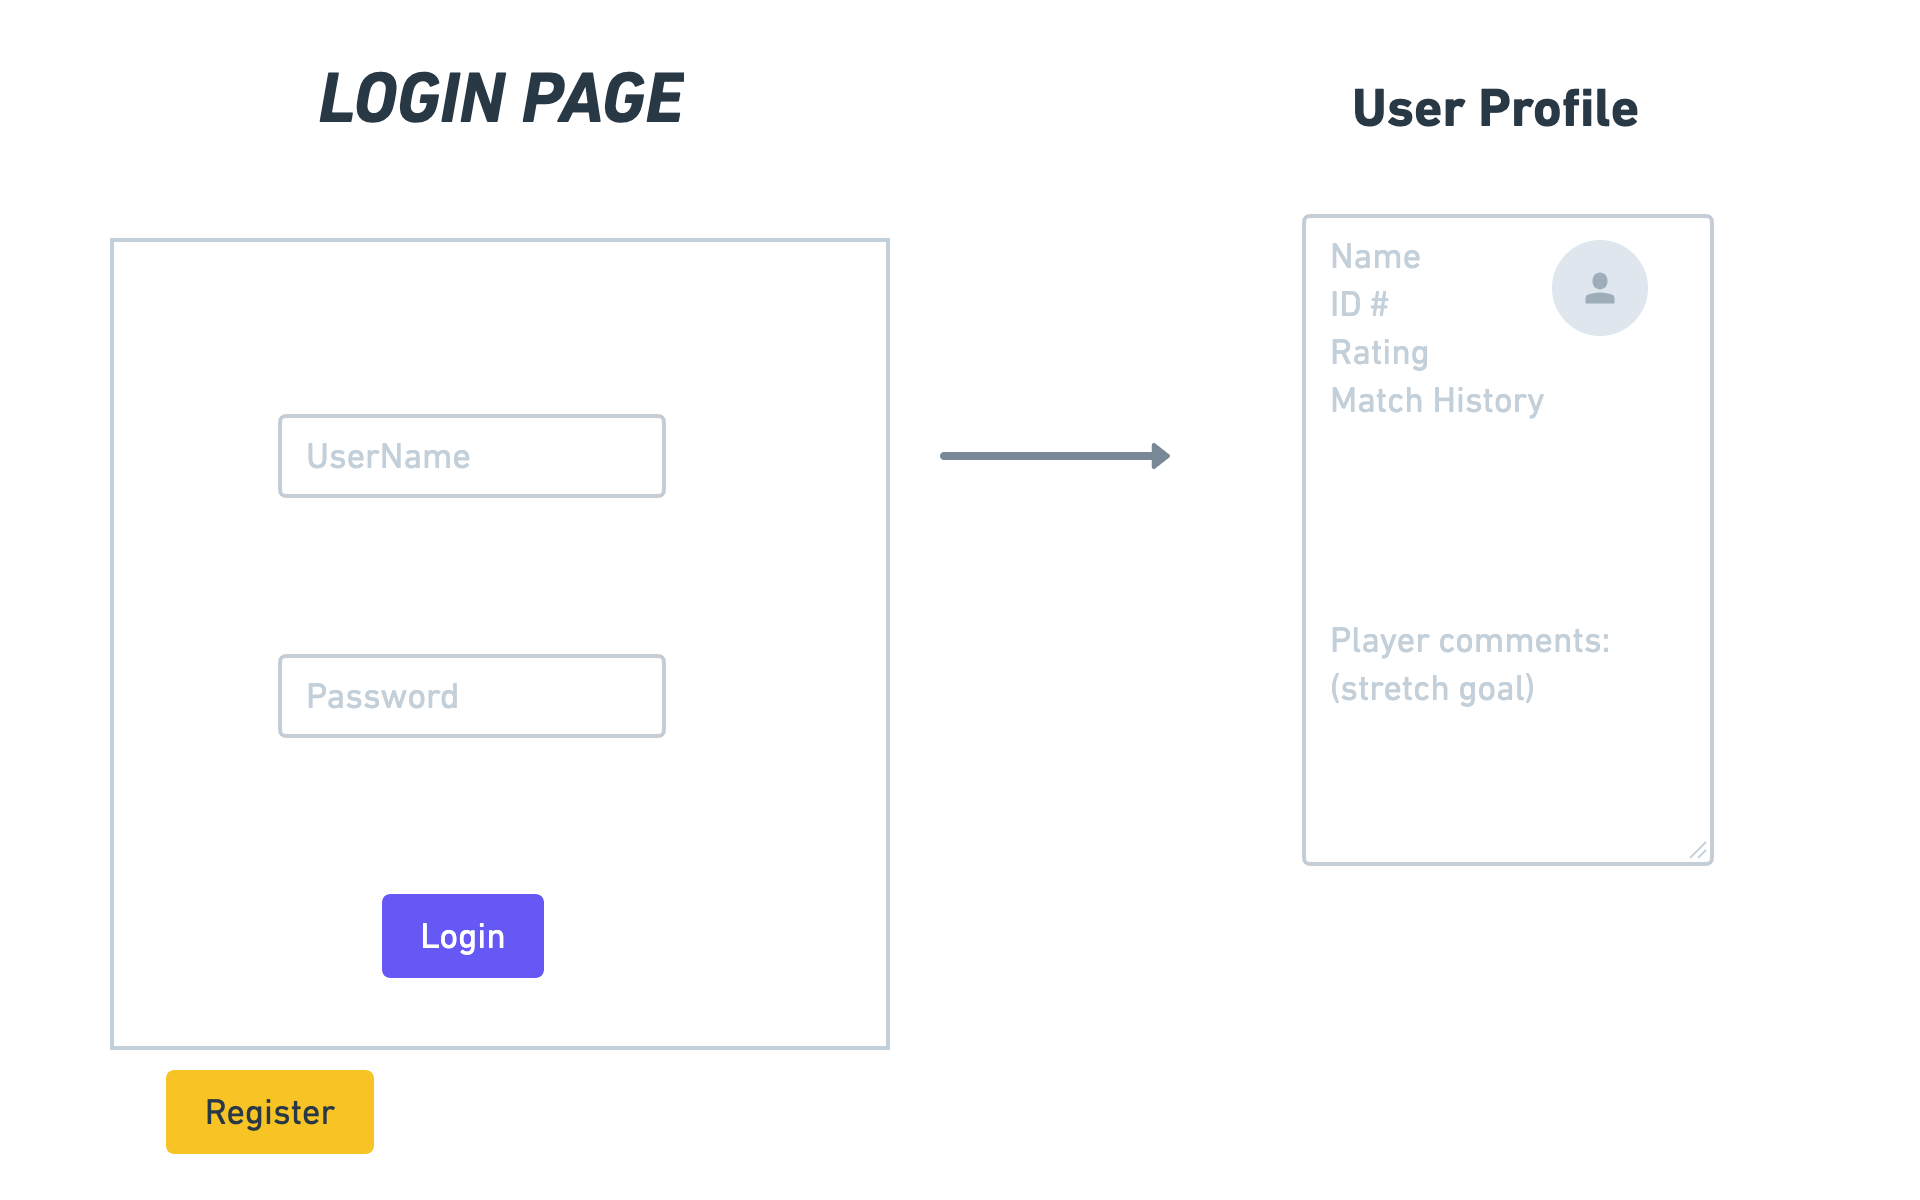 LOGIN PAGE
UserName
Password
Login
Register
User Profile
Name
ID #
Rating
Match History
Player comments:
(stretch goal)